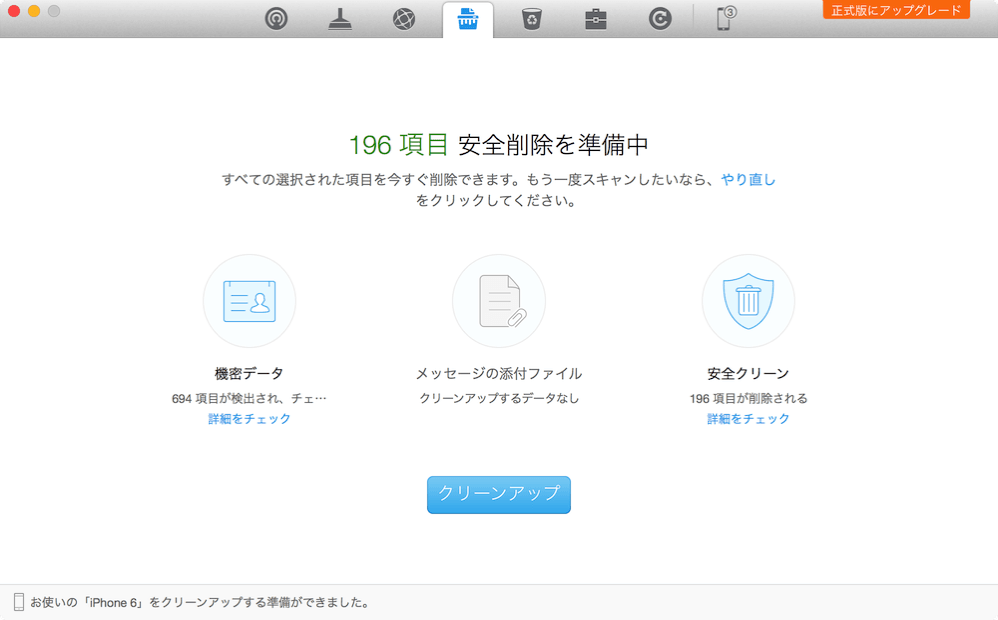 3
正式版にアップグレード
196 項目 安全削除を準備中
すべての選択された項目を今すぐ削除できます。もう一度スキャンしたいなら、やり直し
をクリックしてください。
機密データ
メッセージの添付ファイル
安全クリーン
694 項目が検出され、チェ…
クリーンアップするデータなし
196 項目が削除される
詳細をチェック
詳細をチェック
クリーンアップ
お使いの「iPhone 6」をクリーンアップする準備ができました。